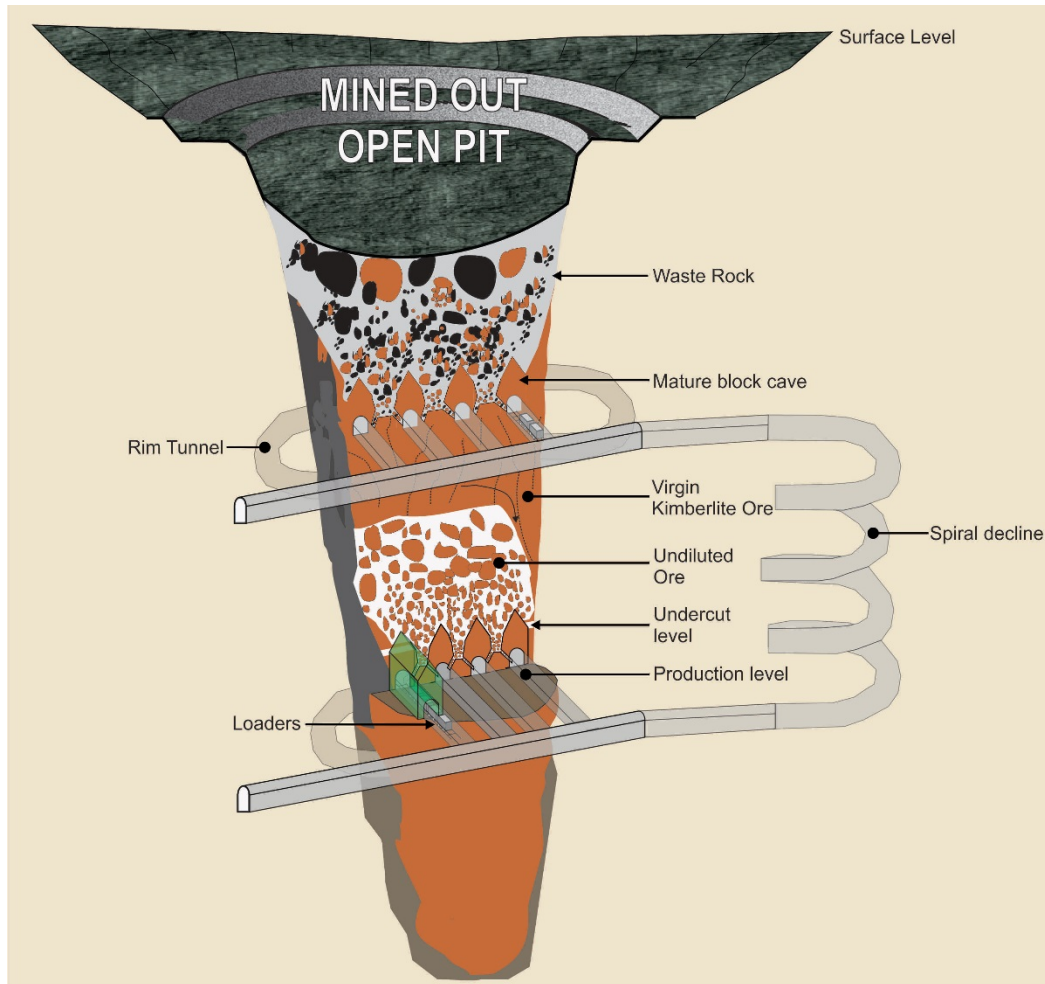 Surface Level
MINED OUT
OPEN PIT
Waste Rock
Mature block cave
Rim Tunnel
Virgin
Kimberlite Ore
Spiral decline
Undiluted
Ore
Undercut
level
Production level
Loaders